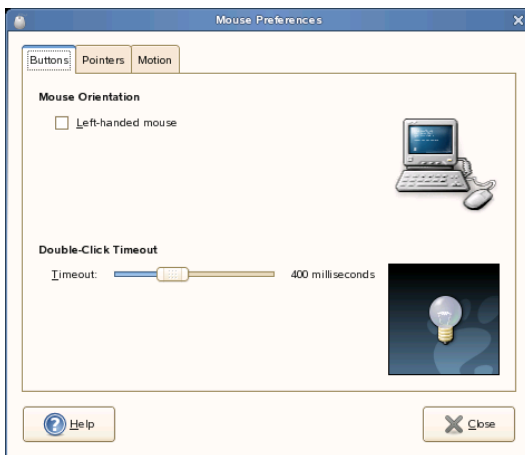 Mouse Preferences
Buttons Pointers Motion
Mouse Orientation
Left-handed mouse
Double-Click Timeout
Timeout: 400 milliseconds
Help Close